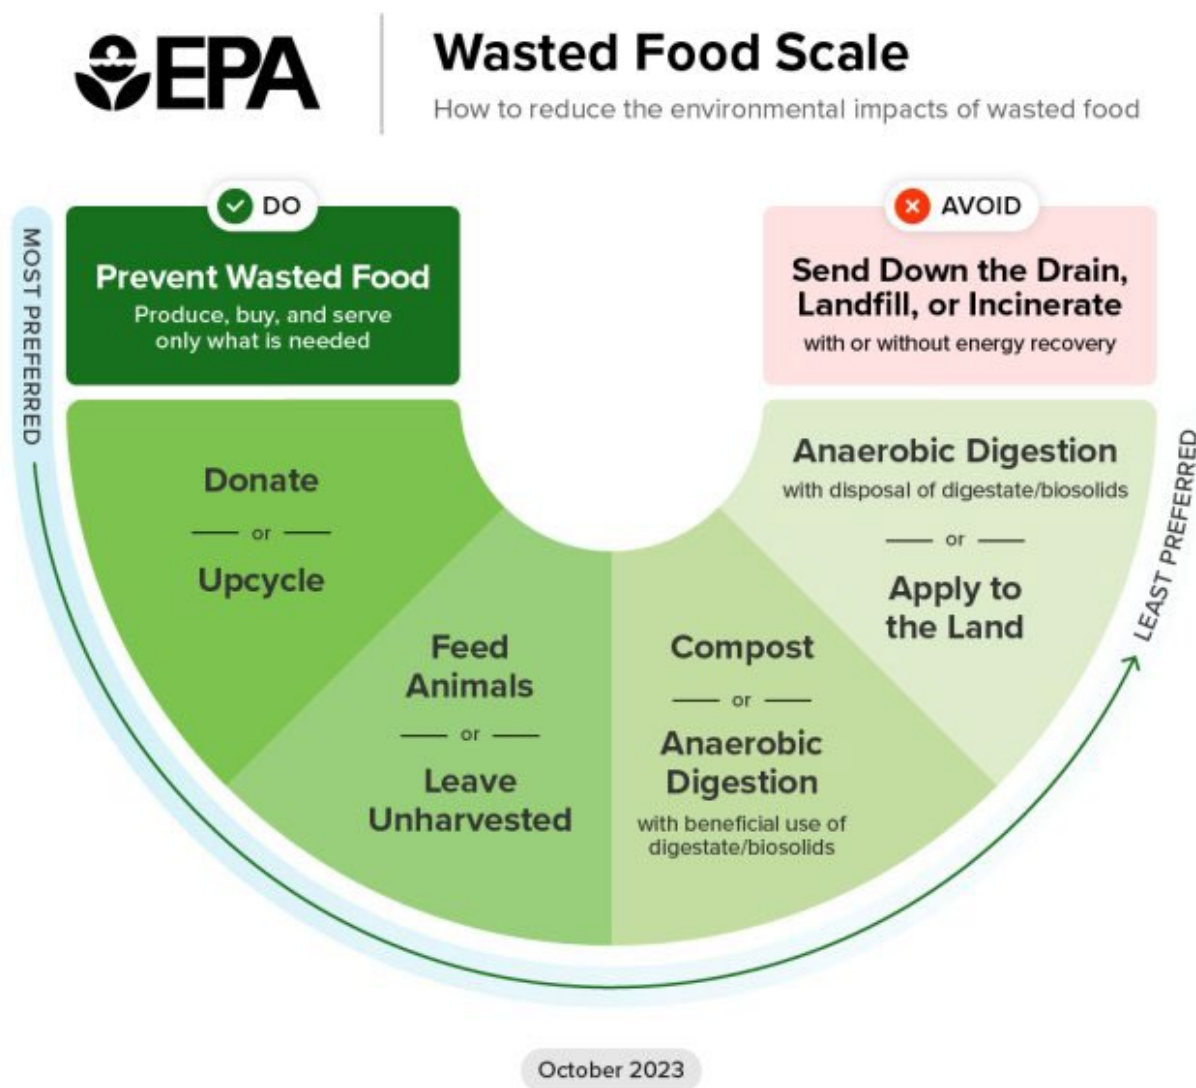 EPA
Wasted Food Scale
How to reduce the environmental impacts of wasted food
MOST PREFERRED
DO
Prevent Wasted Food
Produce, buy, and serve
only what is needed
Donate
or
Upcycle
Feed
Animals
or
Leave
Unharvested
Compost
or
Anaerobic
Digestion
with beneficial use of
digestate/biosolids
Anaerobic Digestion
with disposal of digestate/biosolids
or
Apply to
the Land
AVOID
Send Down the Drain,
Landfill, or Incinerate
with or without energy recovery
LEAST PREFERRED
October 2023